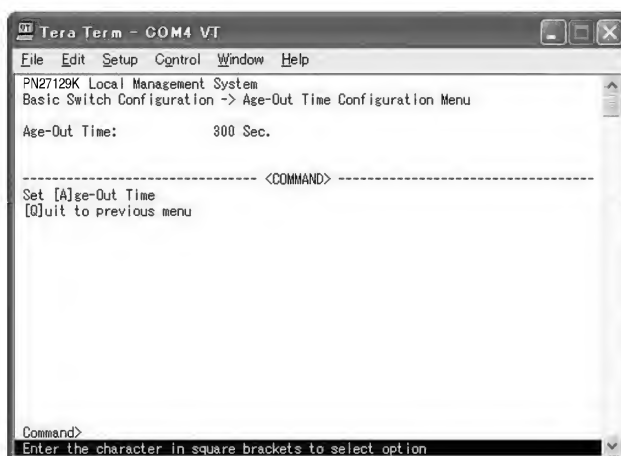 Tera Term - COM4 VT
File Edit Setup Control Window Help
PN27129K Local Management System
Basic Switch Configuration -> Age-Out Time Configuration Menu
Age-Out Time: 300 Sec.
------------------------------- <COMMAND> ----------------------------------
Set [A]ge-Out Time
[Q]uit to previous menu
Command>
Enter the character in square brackets to select option